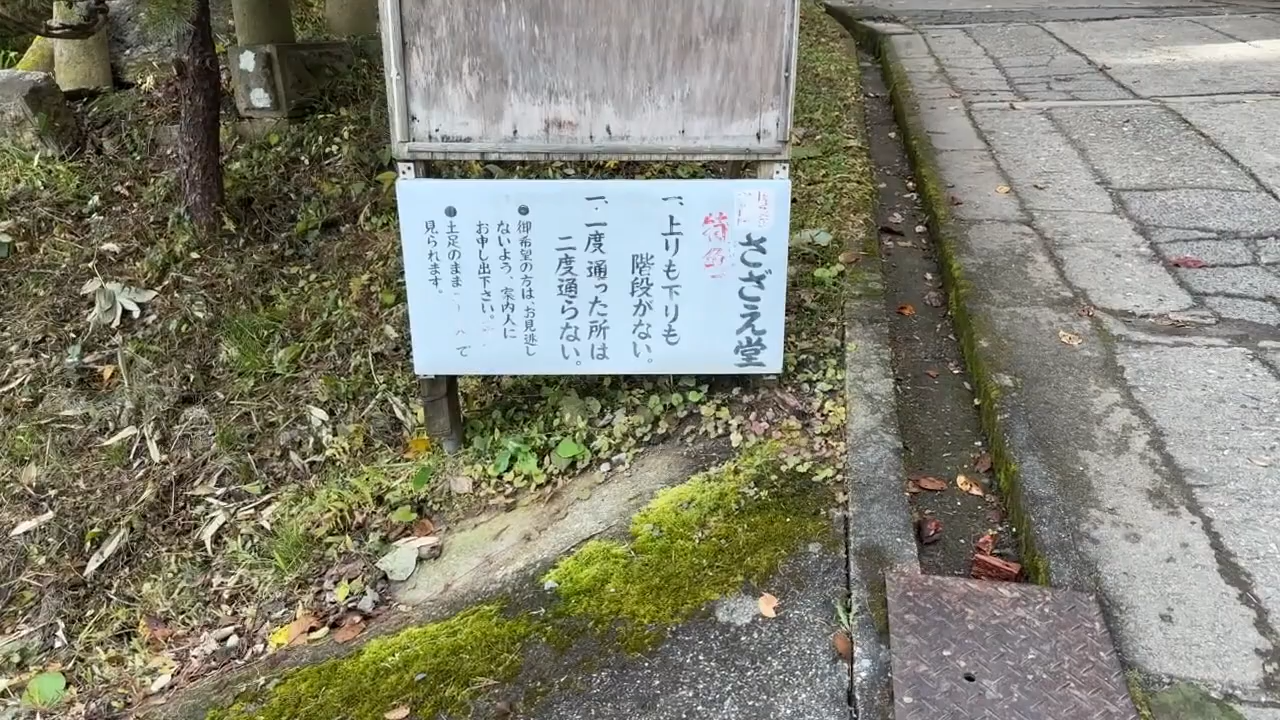 さざえ堂
特色
一、上りも下りも
階段がない。
一、一度通った所は
二度通らない。
●御希望の方は、お見逃し
ないよう、案内人に
お申し出下さい。
●土足のまま
で
見られます。